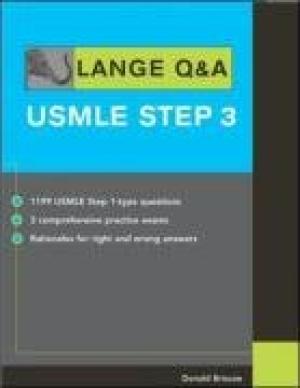 LANGE Q&A
USMLE STEP 3
1199 USMLE Step 1-type questions
3 comprehensive practice exams
Rationales for right and wrong answers
Donald Briscoe